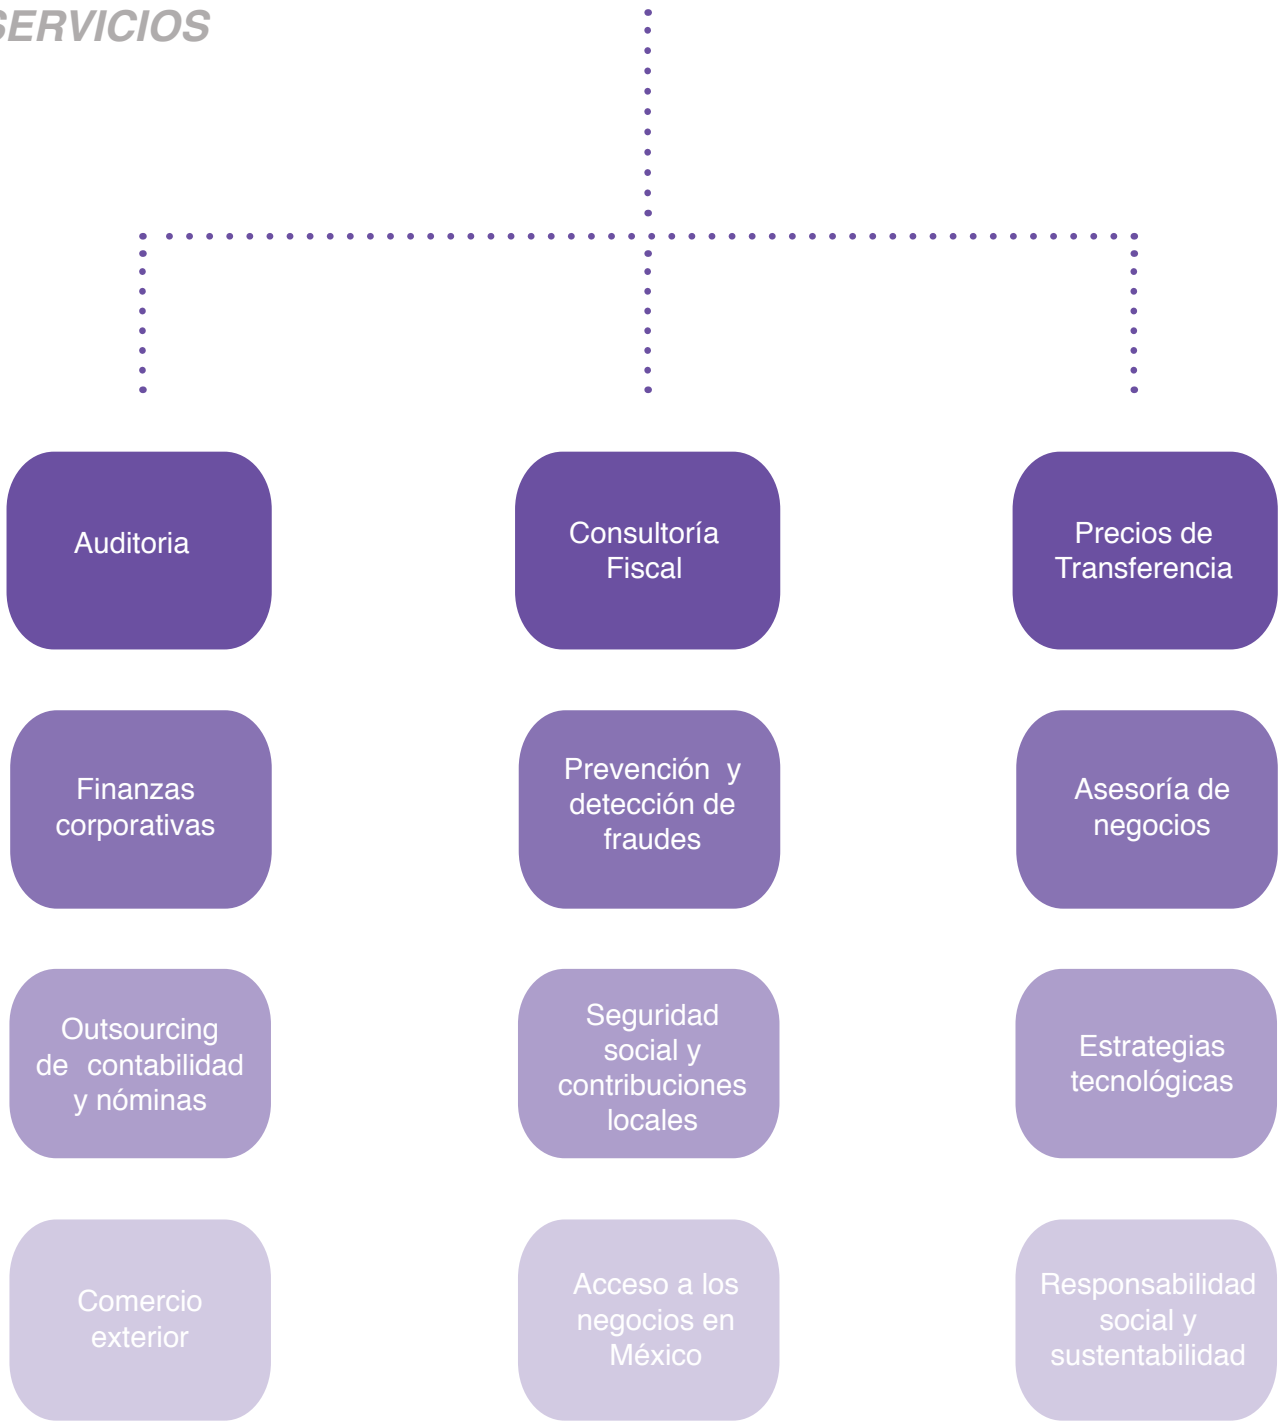 SERVICIOS
Auditoria
Consultoría
Fiscal
Precios de
Transferencia
Finanzas
corporativas
Prevención y
detección de
fraudes
Asesoría de
negocios
Outsourcing
de contabilidad
y nóminas
Seguridad
social y
contribuciones
locales
Estrategias
tecnológicas
Comercio
exterior
Acceso a los
negocios en
México
Responsabilidad
social y
sustentabilidad